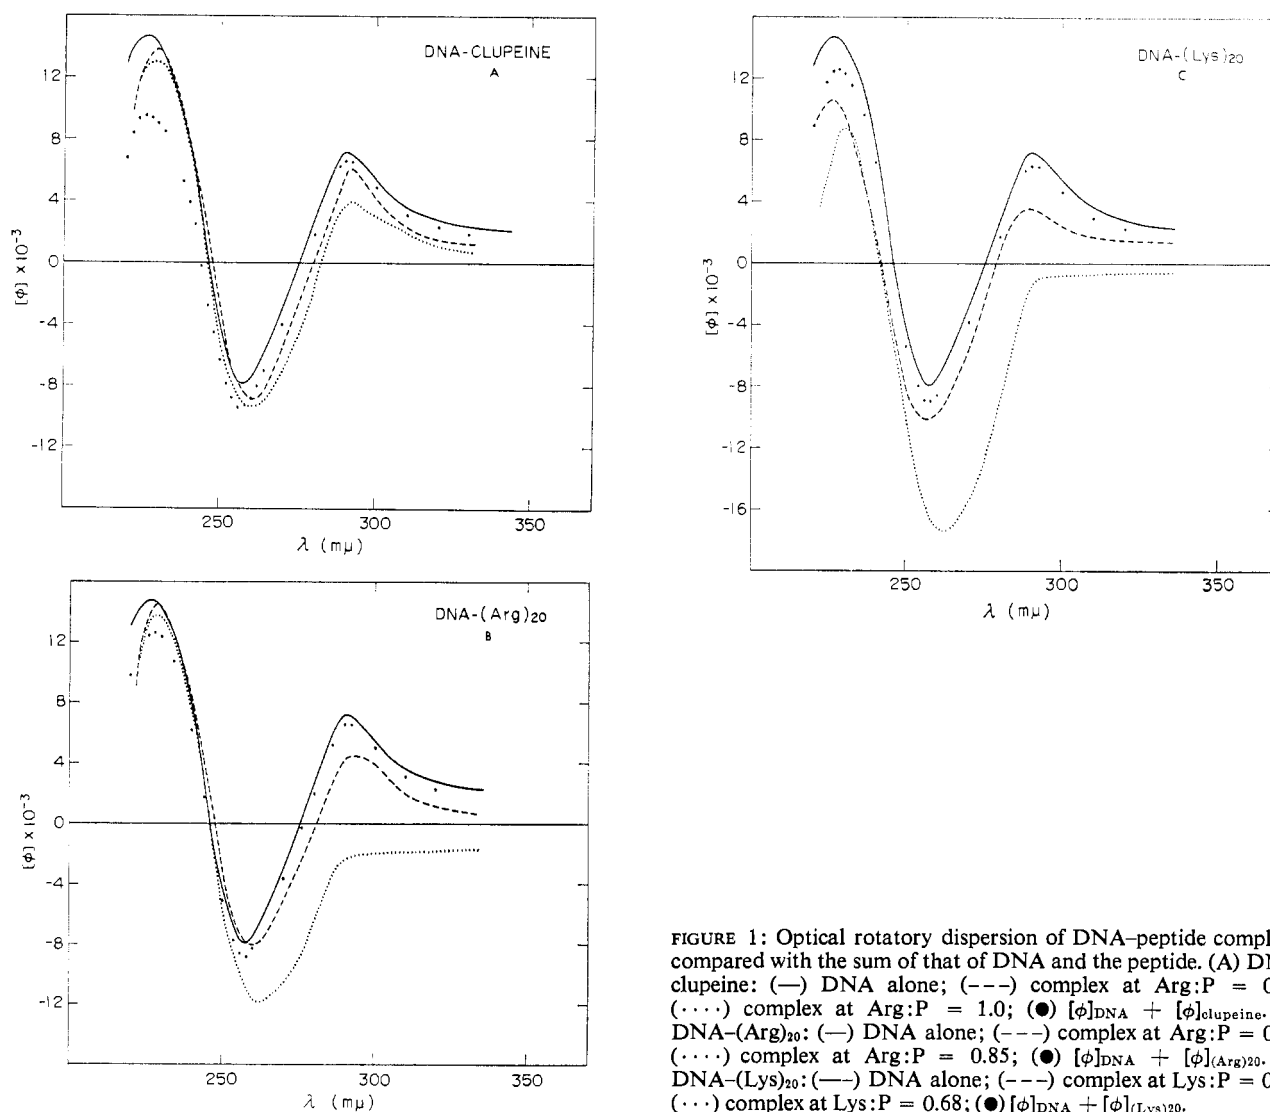 DNA-CLUPEINE
A
12
8
4
0
-4
-8
-12
[ϕ] x 10⁻³
250
300
350
λ (mμ)
DNA-(Arg)₂₀
B
12
8
4
0
-4
-8
-12
[ϕ] x 10⁻³
250
300
350
λ (mμ)
DNA-(Lys)₂₀
C
12
8
4
0
-4
-8
-12
-16
[ϕ] x 10⁻³
250
300
350
λ (mμ)
FIGURE 1: Optical rotatory dispersion of DNA–peptide
compared with the sum of that of DNA and the peptide. (A)
clupeine: (—) DNA alone; (---) complex at Arg:P =
(····) complex at Arg:P = 1.0; (●) [ϕ]DNA + [ϕ]clupeine.
DNA–(Arg)₂₀: (—) DNA alone; (---) complex at Arg:P =
(····) complex at Arg:P = 0.85; (●) [ϕ]DNA + [ϕ](Arg)20.
DNA–(Lys)₂₀: (—–) DNA alone; (---) complex at Lys:P =
(···) complex at Lys:P = 0.68; (●) [ϕ]DNA + [ϕ](Lys)20.